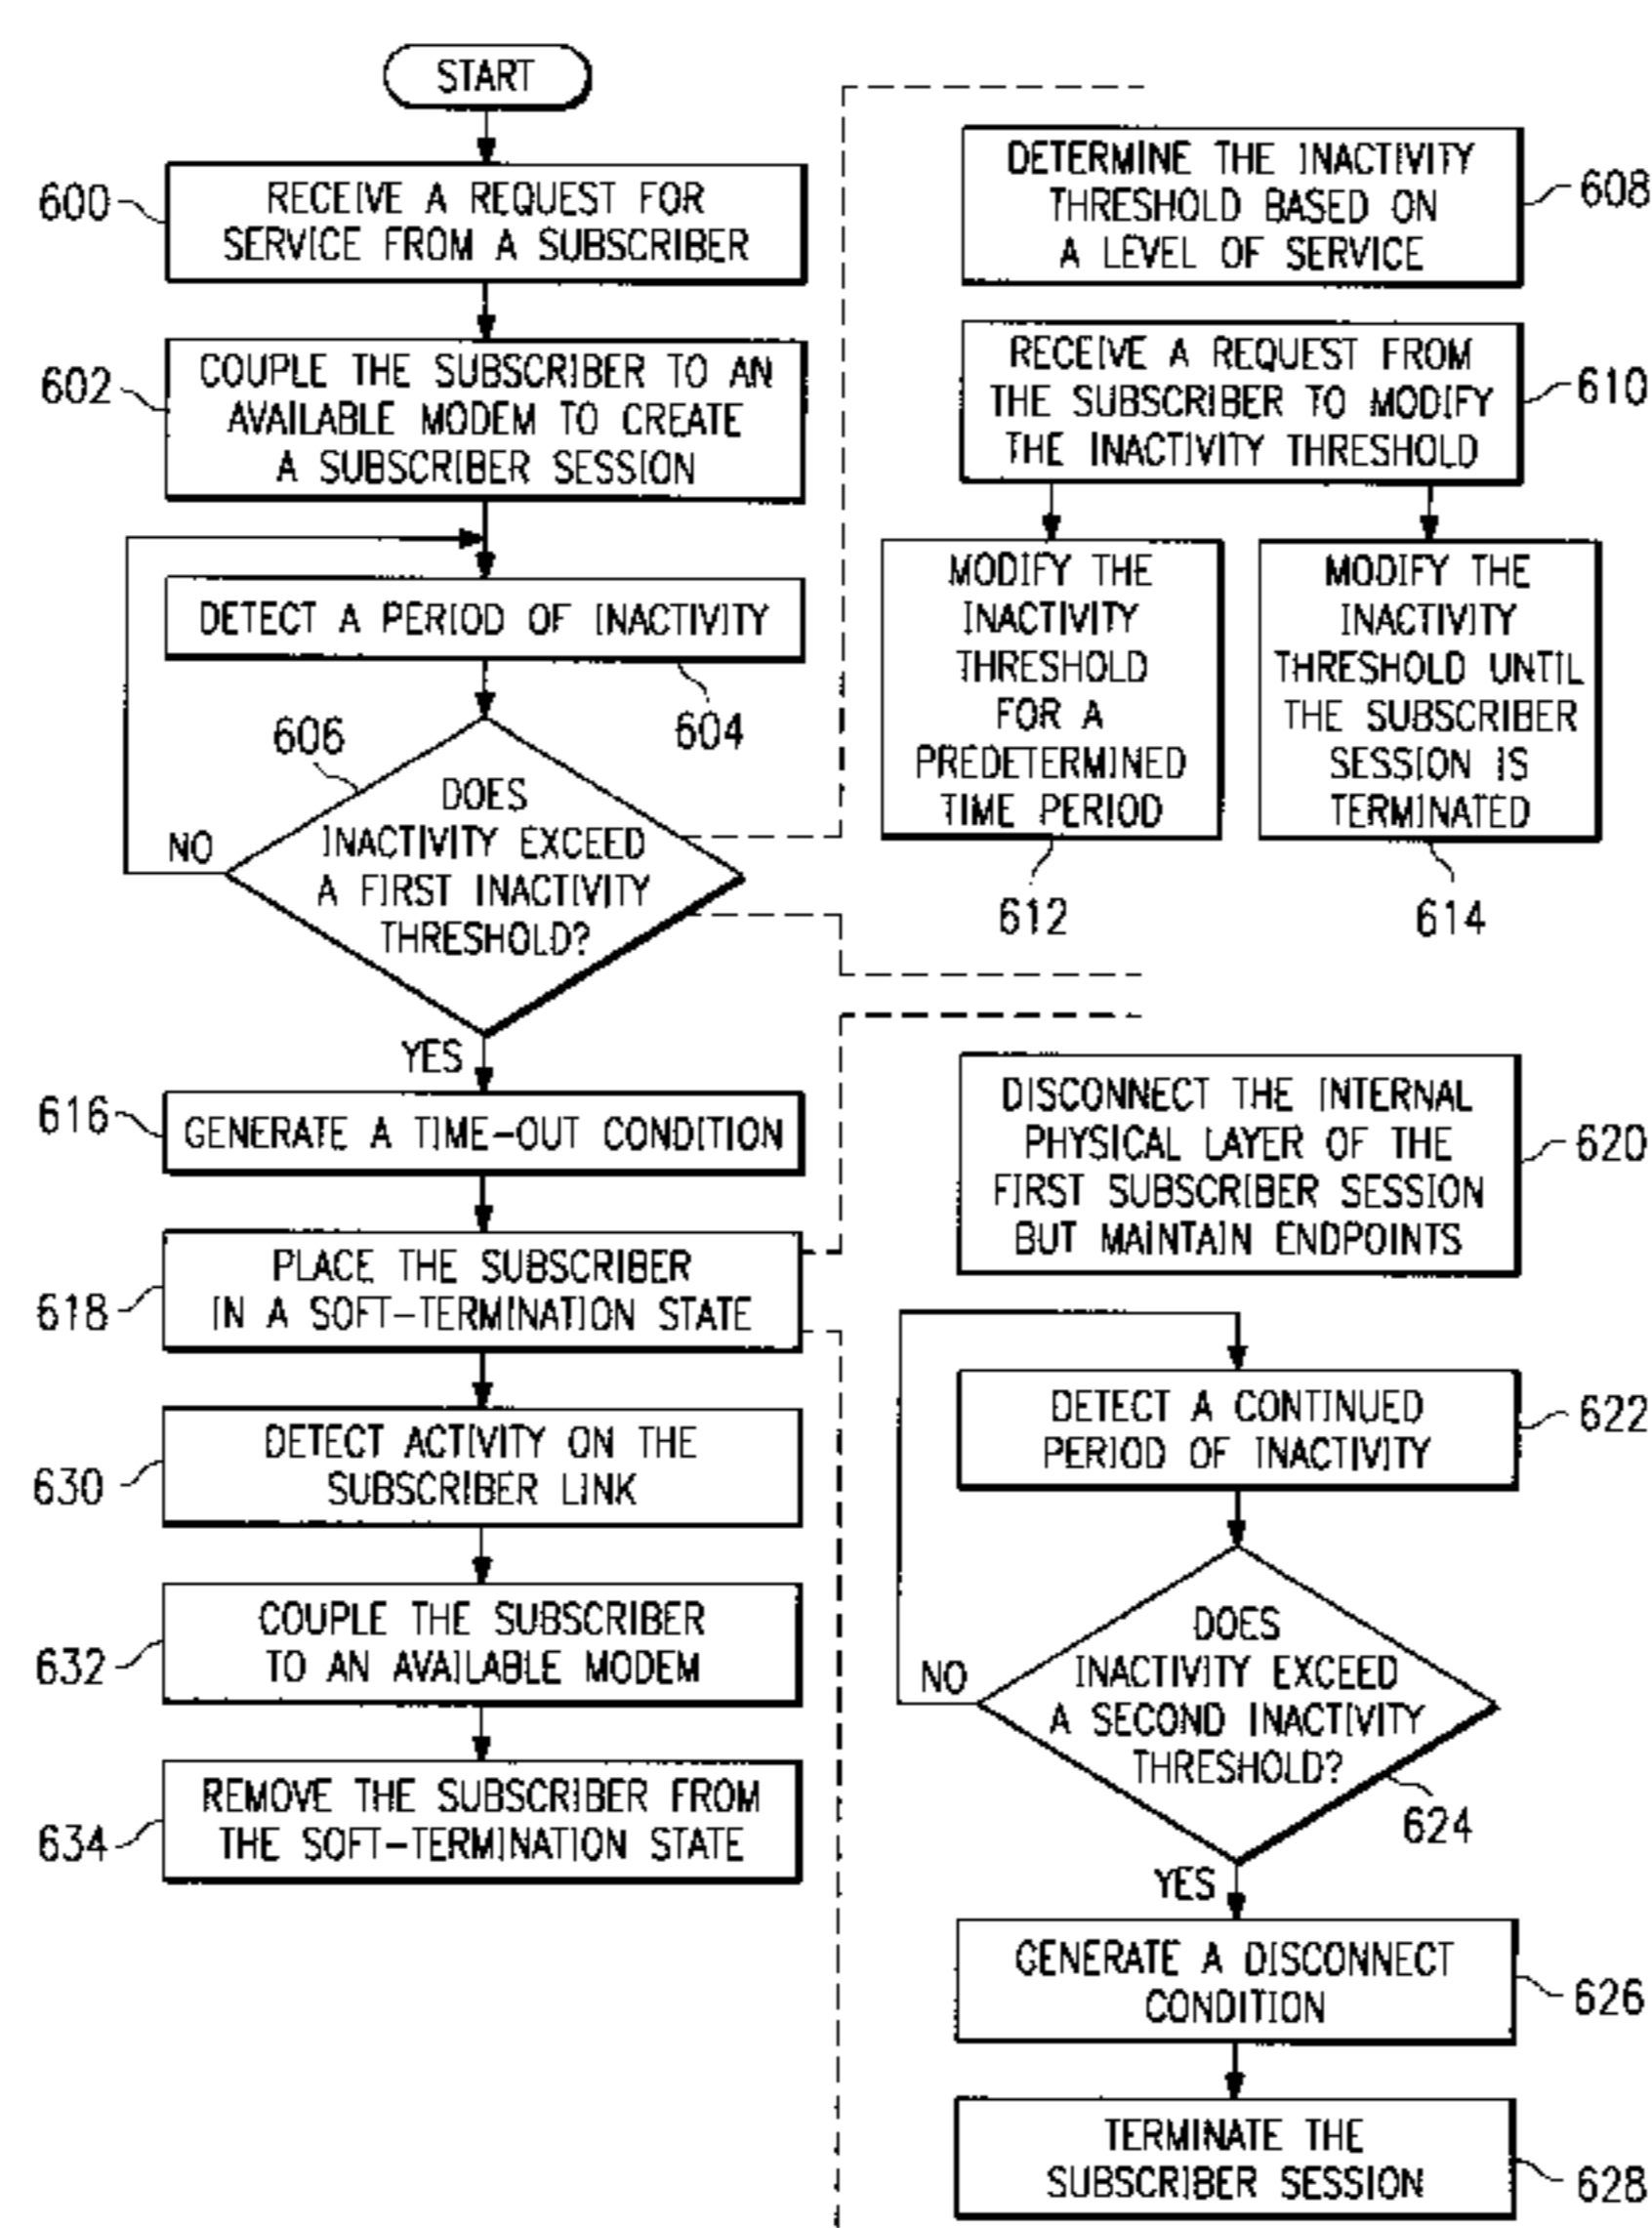 START
600
RECEIVE A REQUEST FOR
SERVICE FROM A SUBSCRIBER
602
COUPLE THE SUBSCRIBER TO AN
AVAILABLE MODEM TO CREATE
A SUBSCRIBER SESSION
DETECT A PERIOD OF INACTIVITY
604
606
DOES
INACTIVITY EXCEED
A FIRST INACTIVITY
THRESHOLD?
NO
YES
616
GENERATE A TIME-OUT CONDITION
618
PLACE THE SUBSCRIBER
IN A SOFT-TERMINATION STATE
630
DETECT ACTIVITY ON THE
SUBSCRIBER LINK
632
COUPLE THE SUBSCRIBER
TO AN AVAILABLE MODEM
634
REMOVE THE SUBSCRIBER FROM
THE SOFT-TERMINATION STATE
DETERMINE THE INACTIVITY
THRESHOLD BASED ON
A LEVEL OF SERVICE
608
RECEIVE A REQUEST FROM
THE SUBSCRIBER TO MODIFY
THE INACTIVITY THRESHOLD
610
MODIFY THE
INACTIVITY
THRESHOLD
FOR A
PREDETERMINED
TIME PERIOD
612
MODIFY THE
INACTIVITY
THRESHOLD UNTIL
THE SUBSCRIBER
SESSION IS
TERMINATED
614
DISCONNECT THE INTERNAL
PHYSICAL LAYER OF THE
FIRST SUBSCRIBER SESSION
BUT MAINTAIN ENDPOINTS
620
DETECT A CONTINUED
PERIOD OF INACTIVITY
622
DOES
INACTIVITY EXCEED
A SECOND INACTIVITY
THRESHOLD?
624
NO
YES
GENERATE A DISCONNECT
CONDITION
626
TERMINATE THE
SUBSCRIBER SESSION
628